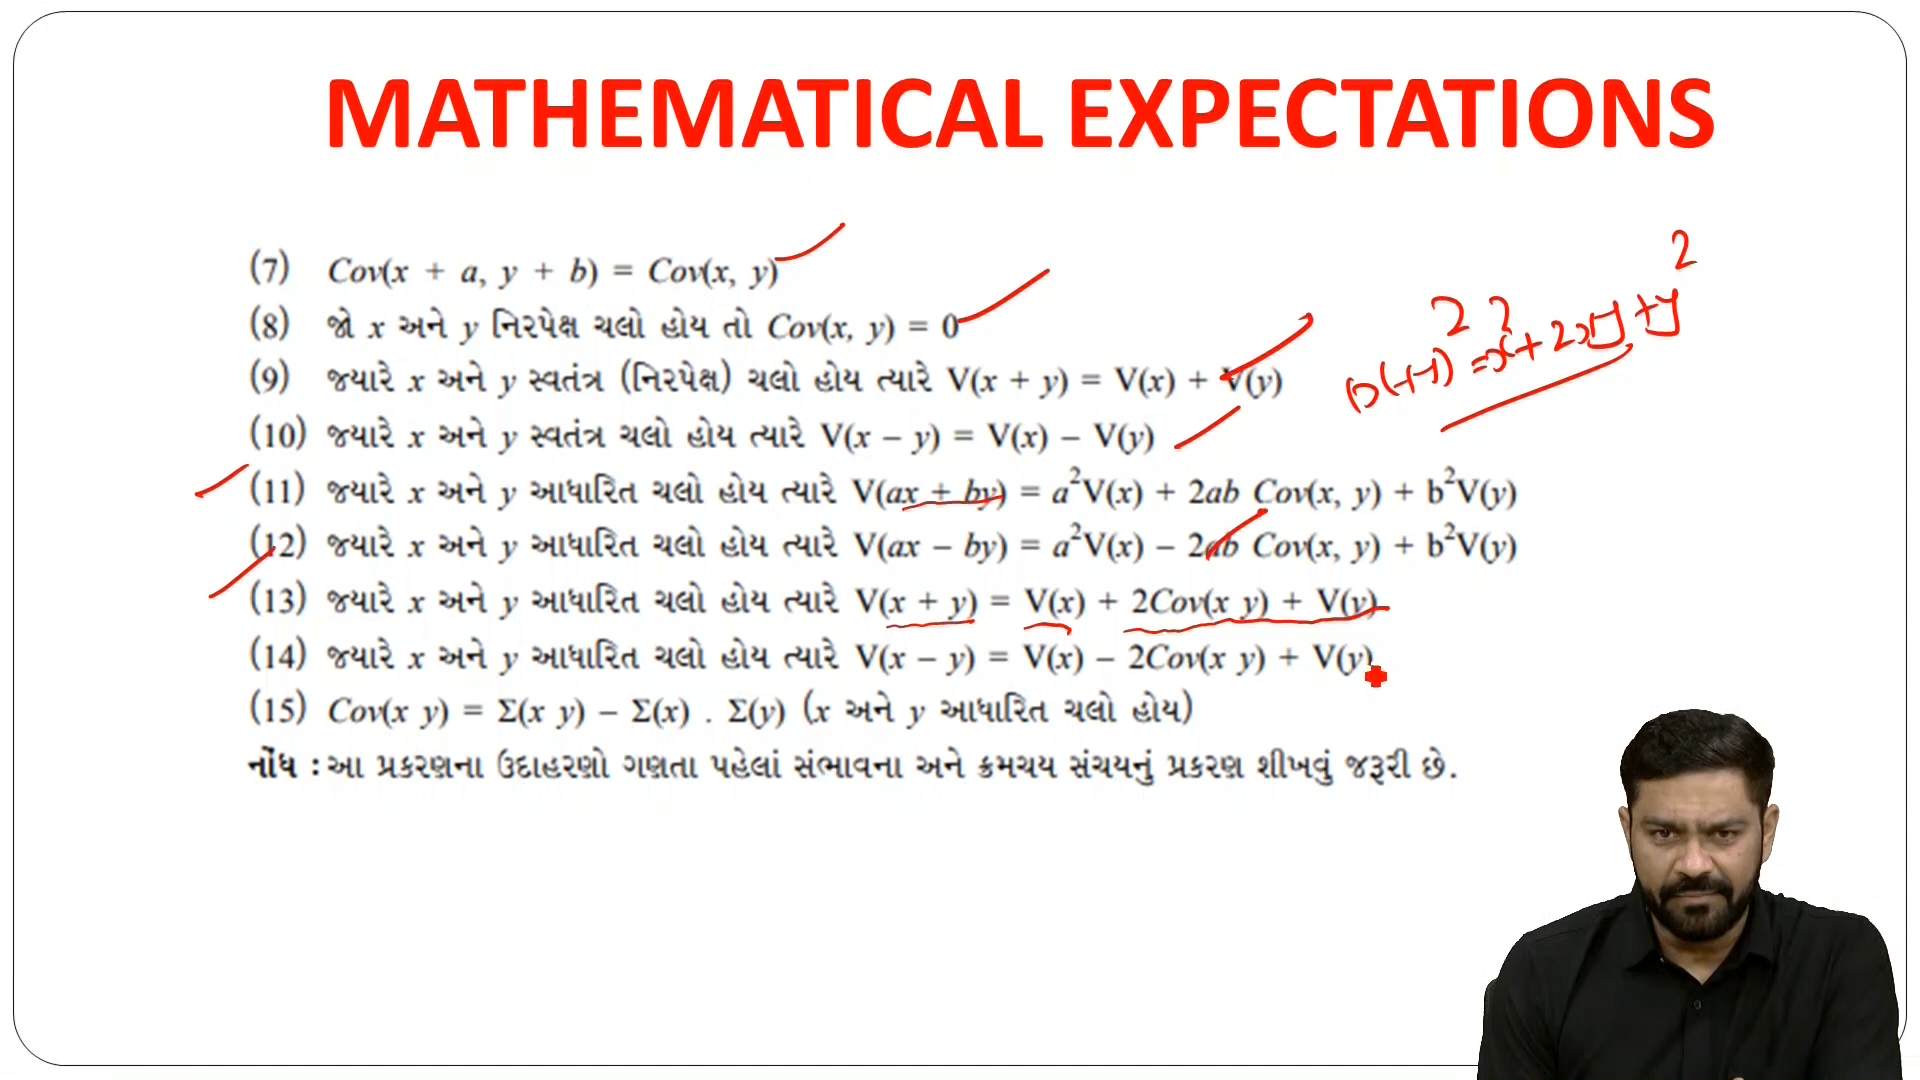 MATHEMATICAL EXPECTATIONS
(7) Cov(x + a, y + b) = Cov(x, y)
(8) જો x અને y નિરપેક્ષ ચલો હોય તો Cov(x, y) = 0
(9) જ્યારે x અને y સ્વતંત્ર (નિરપેક્ષ) ચલો હોય ત્યારે V(x + y) = V(x) + V(y)
(10) જ્યારે x અને y સ્વતંત્ર ચલો હોય ત્યારે V(x – y) = V(x) – V(y)
(11) જ્યારે x અને y આધારિત ચલો હોય ત્યારે V(ax + by) = a²V(x) + 2ab Cov(x, y) + b²V(y)
(12) જ્યારે x અને y આધારિત ચલો હોય ત્યારે V(ax – by) = a²V(x) – 2ab Cov(x, y) + b²V(y)
(13) જ્યારે x અને y આધારિત ચલો હોય ત્યારે V(x + y) = V(x) + 2Cov(x y) + V(y)
(14) જ્યારે x અને y આધારિત ચલો હોય ત્યારે V(x – y) = V(x) – 2Cov(x y) + V(y)
(15) Cov(x y) = Σ(x y) – Σ(x) . Σ(y) (x અને y આધારિત ચલો હોય)
નોંધ : આ પ્રકરણના ઉદાહરણો ગણતા પહેલાં સંભાવના અને ક્રમચય સંચયનું પ્રકરણ શીખવું જરૂરી છે.
= x² + 2xy + y²